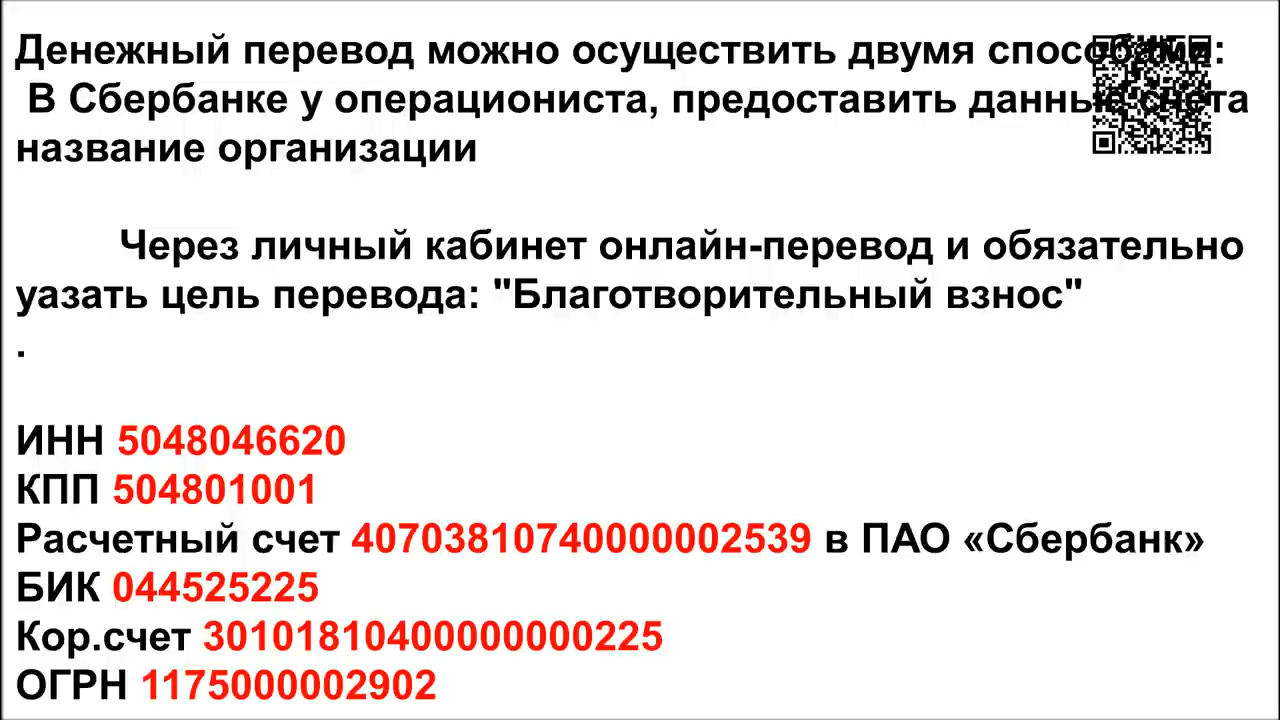 Денежный перевод можно осуществить двумя способами:
В Сбербанке у операциониста, предоставить данные счета
название организации
Через личный кабинет онлайн-перевод и обязательно
уазать цель перевода: "Благотворительный взнос"
.
ИНН 5048046620
КПП 504801001
Расчетный счет 40703810740000002539 в ПАО «Сбербанк»
БИК 044525225
Кор.счет 30101810400000000225
ОГРН 1175000002902